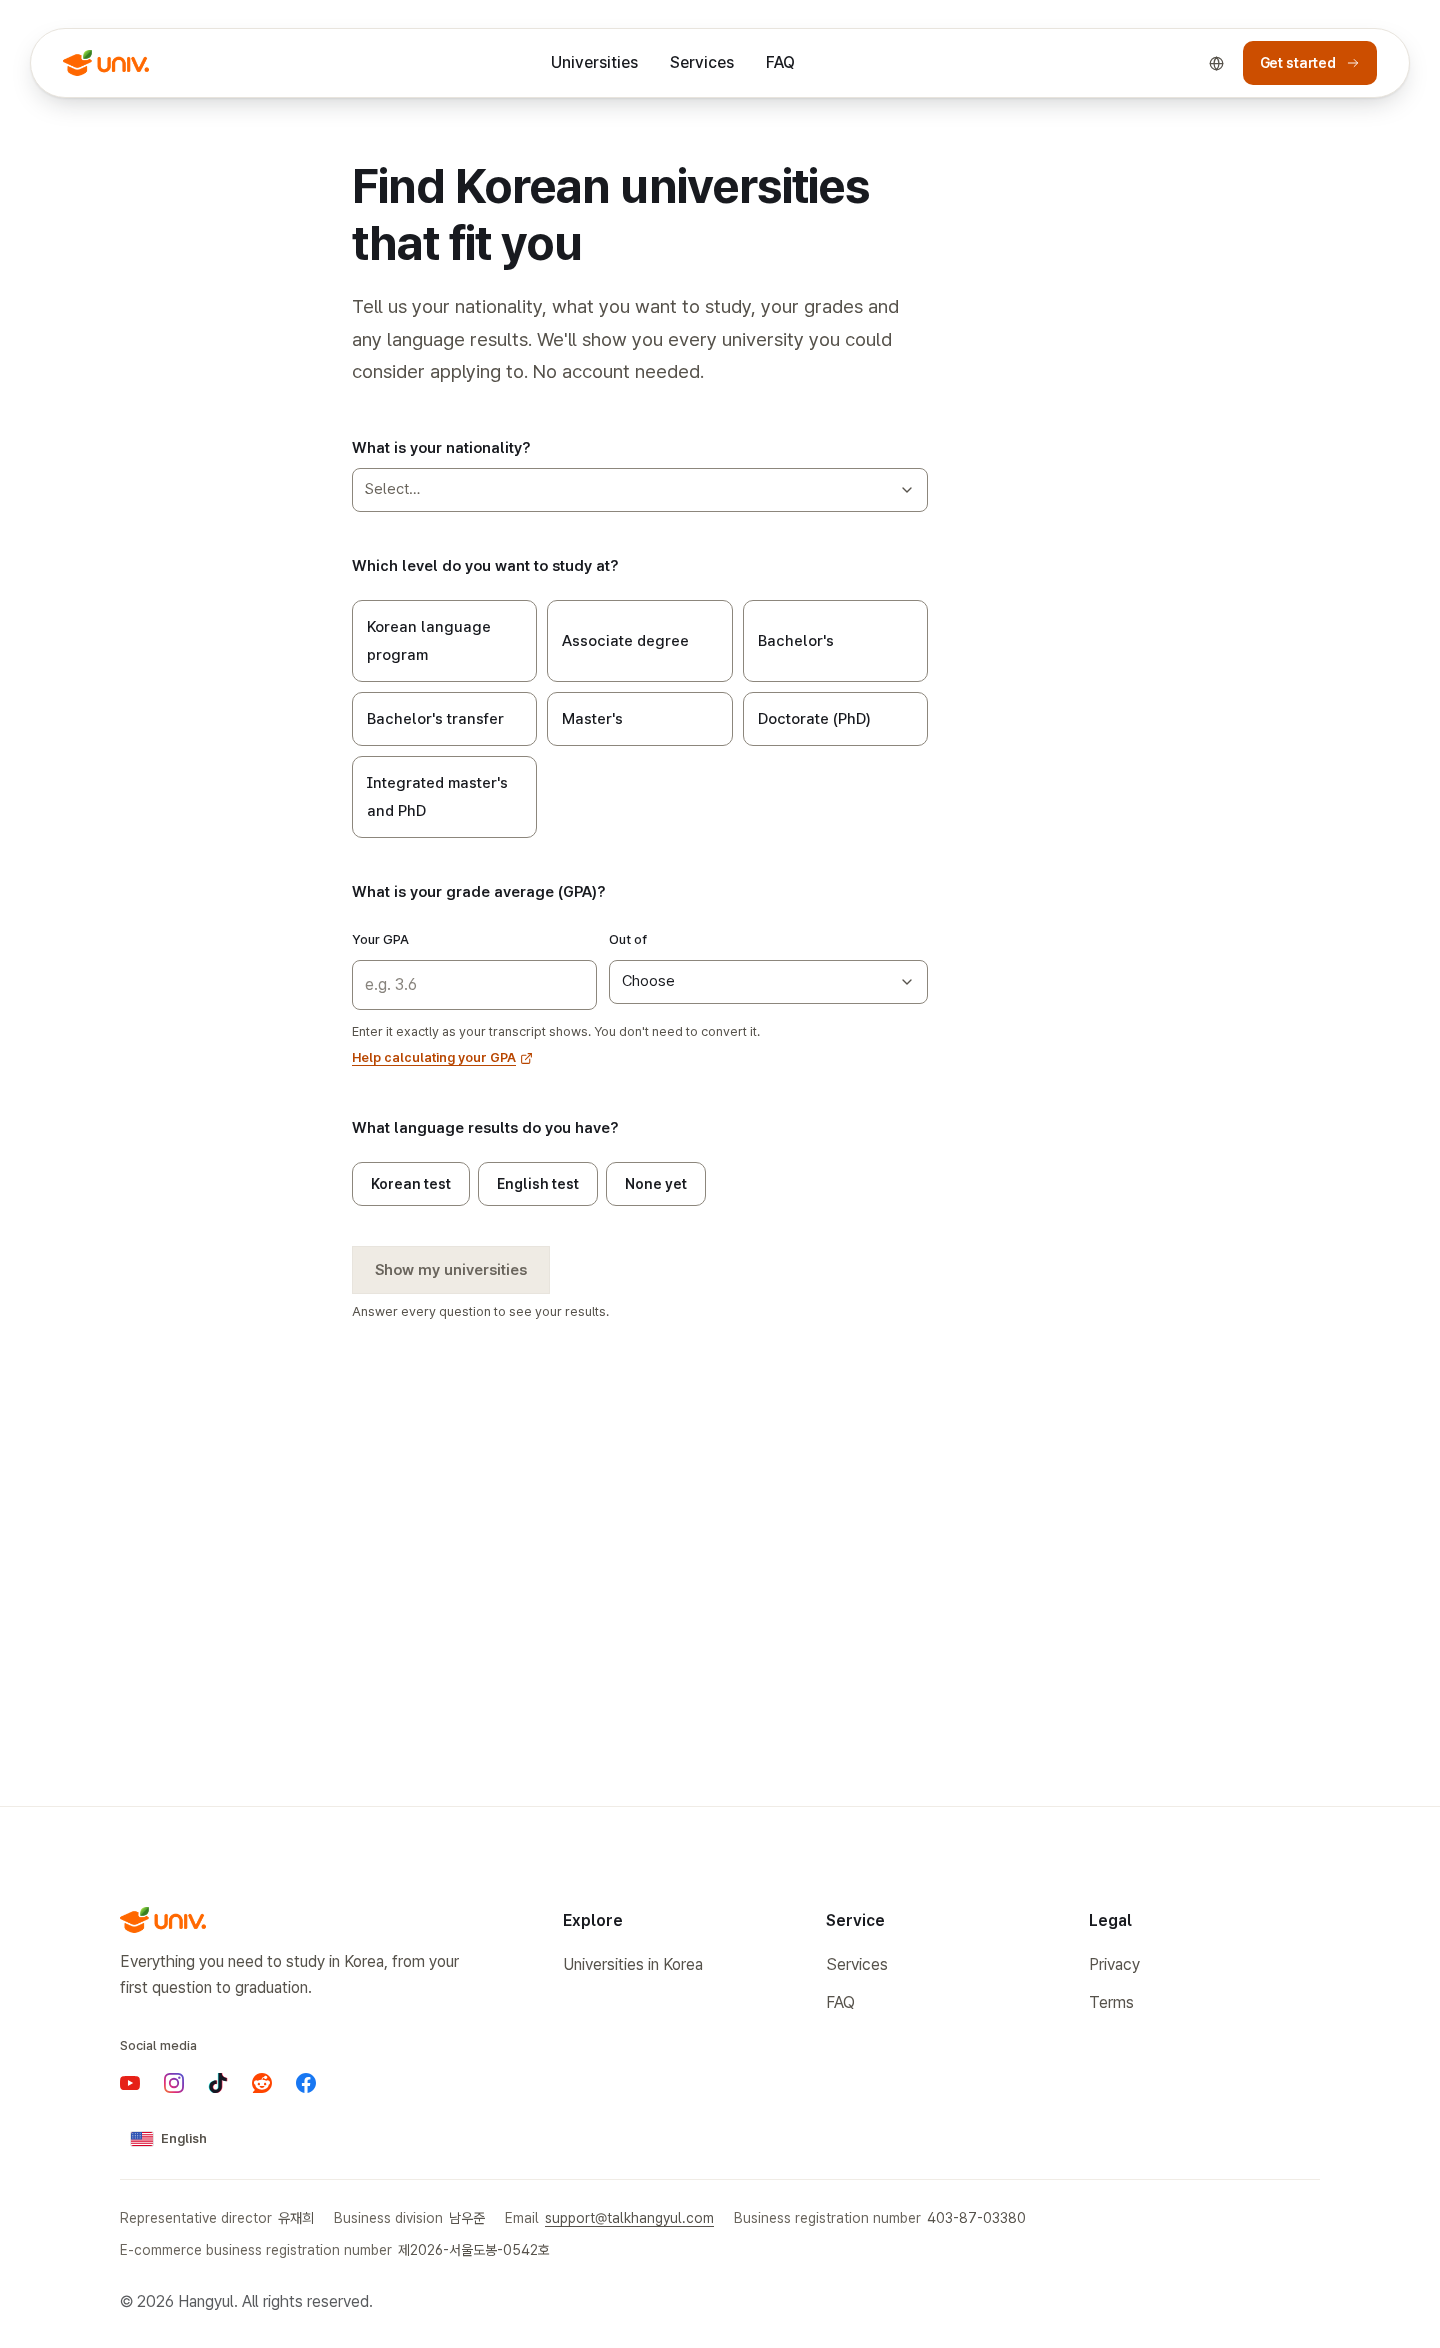 UNIV.
Universities
Services
FAQ
Get started
Find Korean universities
that fit you
Tell us your nationality, what you want to study, your grades and
any language results. We'll show you every university you could
consider applying to. No account needed.
What is your nationality?
Select...
Which level do you want to study at?
Korean language
program
Associate degree
Bachelor's
Bachelor's transfer
Master's
Doctorate (PhD)
Integrated master's
and PhD
What is your grade average (GPA)?
Your GPA
Out of
e.g. 3.6
Choose
Enter it exactly as your transcript shows. You don't need to convert it.
Help calculating your GPA
What language results do you have?
Korean test
English test
None yet
Show my universities
Answer every question to see your results.
UNIV.
Everything you need to study in Korea, from your
first question to graduation.
Social media
English
Explore
Universities in Korea
Service
Services
FAQ
Legal
Privacy
Terms
Representative director 유재희 Business division 남우준 Email support@talkhangyul.com Business registration number 403-87-03380
E-commerce business registration number 제2026-서울도봉-0542호
© 2026 Hangyul. All rights reserved.